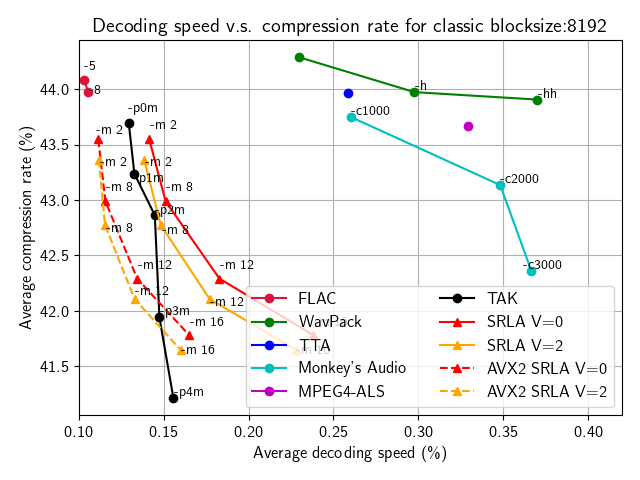 Decoding speed v.s. compression rate for classic blocksize:8192
Average compression rate (%)
44.0
43.5
43.0
42.5
42.0
41.5
-5
-8
-p0m
-p1m
-p2m
-p3m
-p4m
-m 2
-m 2
-m 2
-m 2
-m 8
-m 8
-m 8
-m 8
-m 12
-m 12
-m 12
-m 12
-m 16
-m 16
-h
-hh
-c1000
-c2000
-c3000
FLAC
WavPack
TTA
Monkey's Audio
MPEG4-ALS
TAK
SRLA V=0
SRLA V=2
AVX2 SRLA V=0
AVX2 SRLA V=2
0.10
0.15
0.20
0.25
0.30
0.35
0.40
Average decoding speed (%)